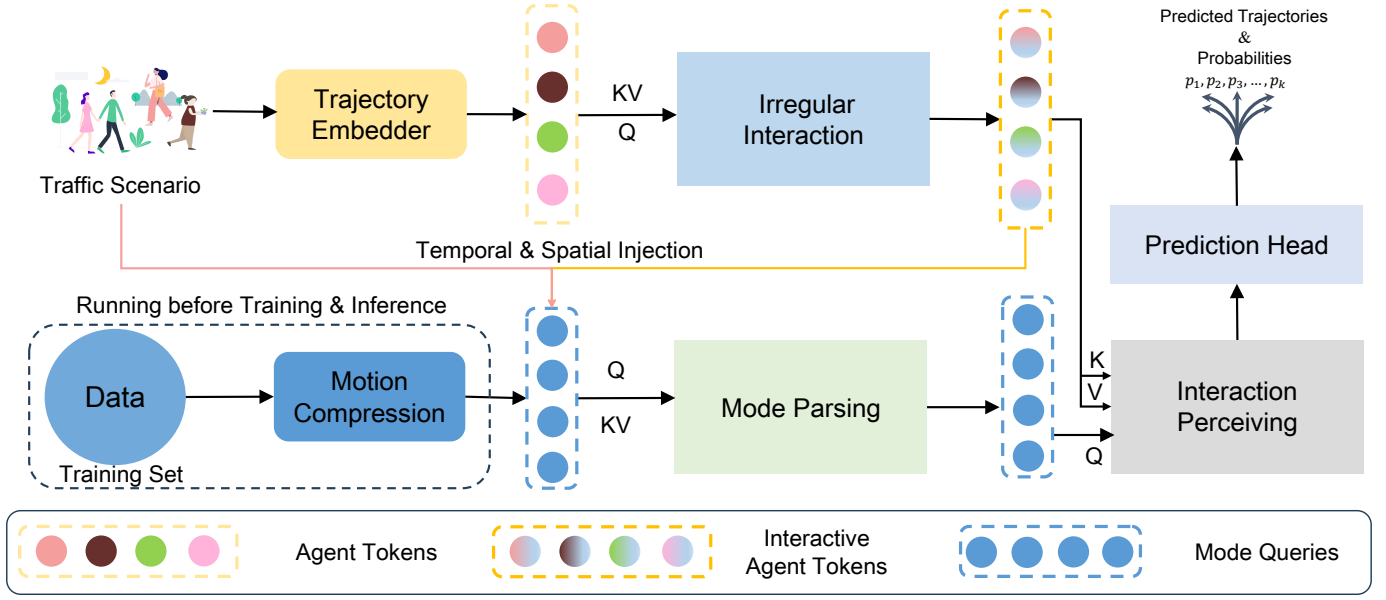 Predicted Trajectories
&
Probabilities
p₁, p₂, p₃, ..., pₖ
Trajectory
Embedder
KV
Q
Irregular
Interaction
Traffic Scenario
Temporal & Spatial Injection
Prediction Head
Running before Training & Inference
Data
Training Set
Motion
Compression
Q
KV
Mode Parsing
K
V
Q
Interaction
Perceiving
Agent Tokens
Interactive
Agent Tokens
Mode Queries